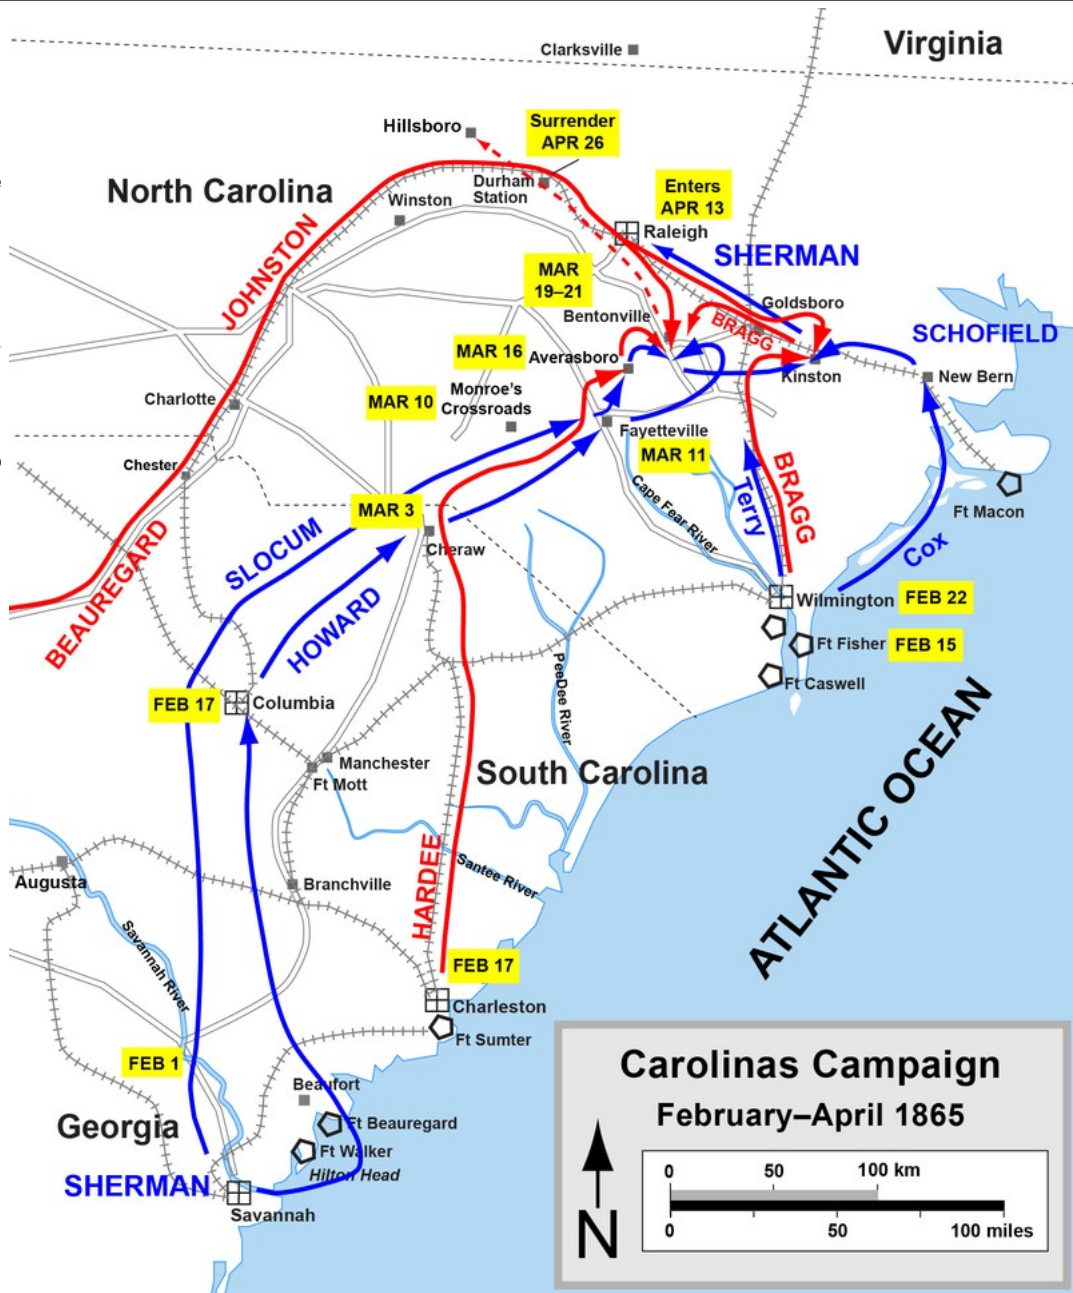 Clarksville
Virginia
Hillsboro
Surrender
APR 26
North Carolina
Durham
Station
Winston
Enters
APR 13
Raleigh
JOHNSTON
SHERMAN
MAR
19–21
Goldsboro
Bentonville
BRAGG
SCHOFIELD
MAR 16
Averasboro
Kinston
New Bern
Monroe's
Crossroads
MAR 10
Charlotte
Fayetteville
MAR 11
Chester
Cape Fear River
Terry
BRAGG
Ft Macon
MAR 3
Cheraw
Cox
SLOCUM
BEAUREGARD
HOWARD
Wilmington
FEB 22
Ft Fisher
FEB 15
Ft Caswell
PeeDee River
FEB 17
Columbia
Manchester
Ft Mott
South Carolina
ATLANTIC OCEAN
Augusta
Branchville
HARDEE
Santee River
Savannah River
FEB 17
Charleston
Ft Sumter
FEB 1
Beaufort
Georgia
Ft Beauregard
Ft Walker
Hilton Head
SHERMAN
Savannah
Carolinas Campaign
February–April 1865
N
0 50 100 km
0 50 100 miles